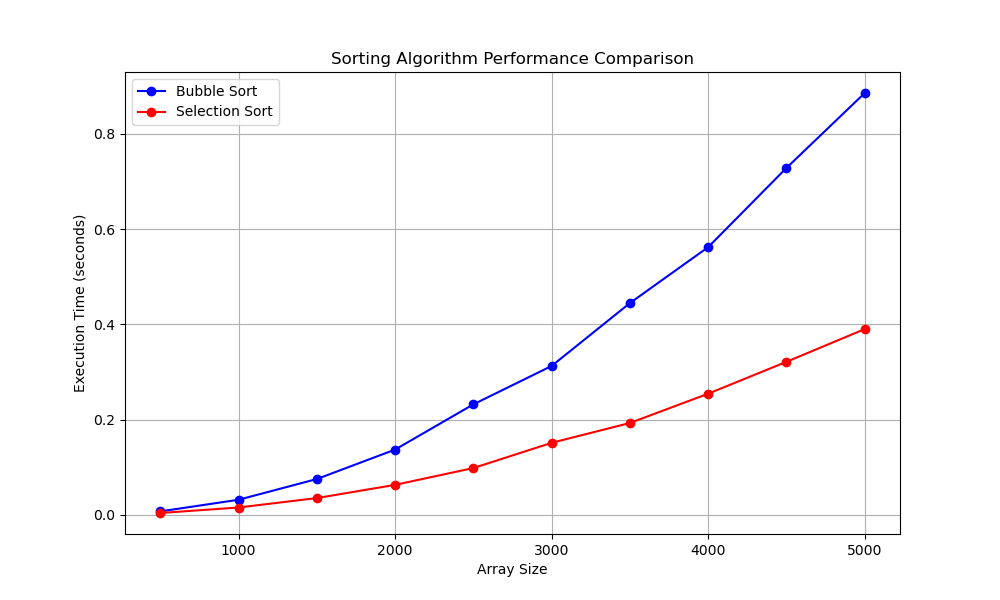 Sorting Algorithm Performance Comparison
Bubble Sort
Selection Sort
Execution Time (seconds)
0.8
0.6
0.4
0.2
0.0
1000
2000
3000
4000
5000
Array Size